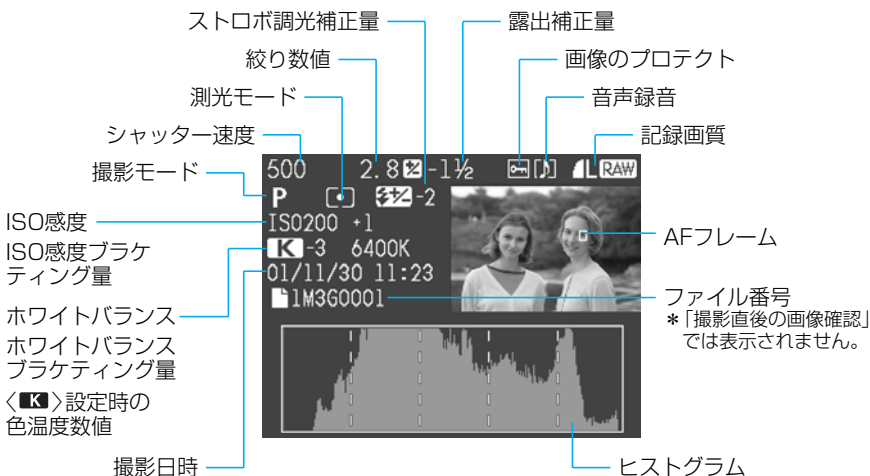 ストロボ調光補正量
露出補正量
絞り数値
画像のプロテクト
測光モード
音声録音
シャッター速度
記録画質
撮影モード
500 2.8 -1½ L RAW
P -2
ISO200 +1
K -3 6400K
01/11/30 11:23
1M3G0001
ISO感度
ISO感度ブラケ
ティング量
ホワイトバランス
ホワイトバランス
ブラケティング量
〈K〉設定時の
色温度数値
AFフレーム
ファイル番号
*「撮影直後の画像確認」
では表示されません。
撮影日時
ヒストグラム